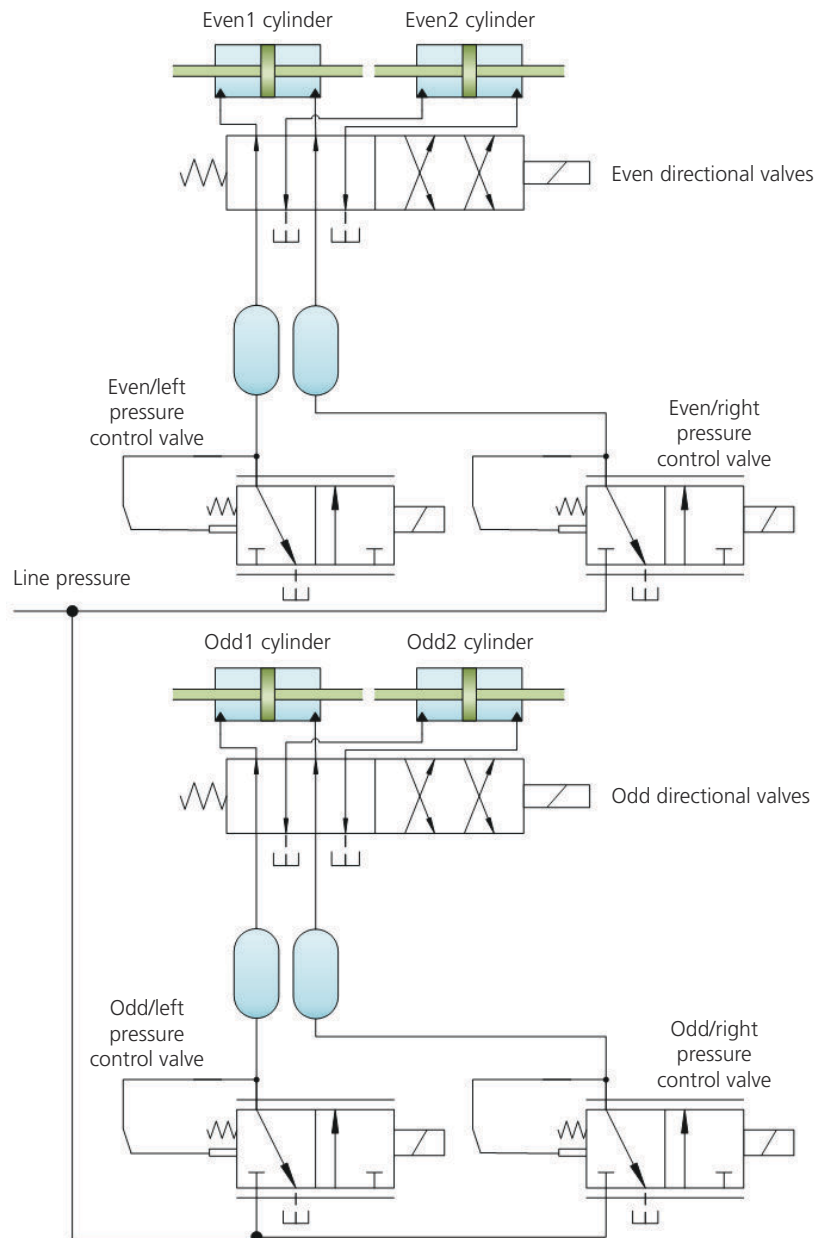 Even1 cylinder
Even2 cylinder
Even directional valves
Even/left
pressure
control valve
Even/right
pressure
control valve
Line pressure
Odd1 cylinder
Odd2 cylinder
Odd directional valves
Odd/left
pressure
control valve
Odd/right
pressure
control valve